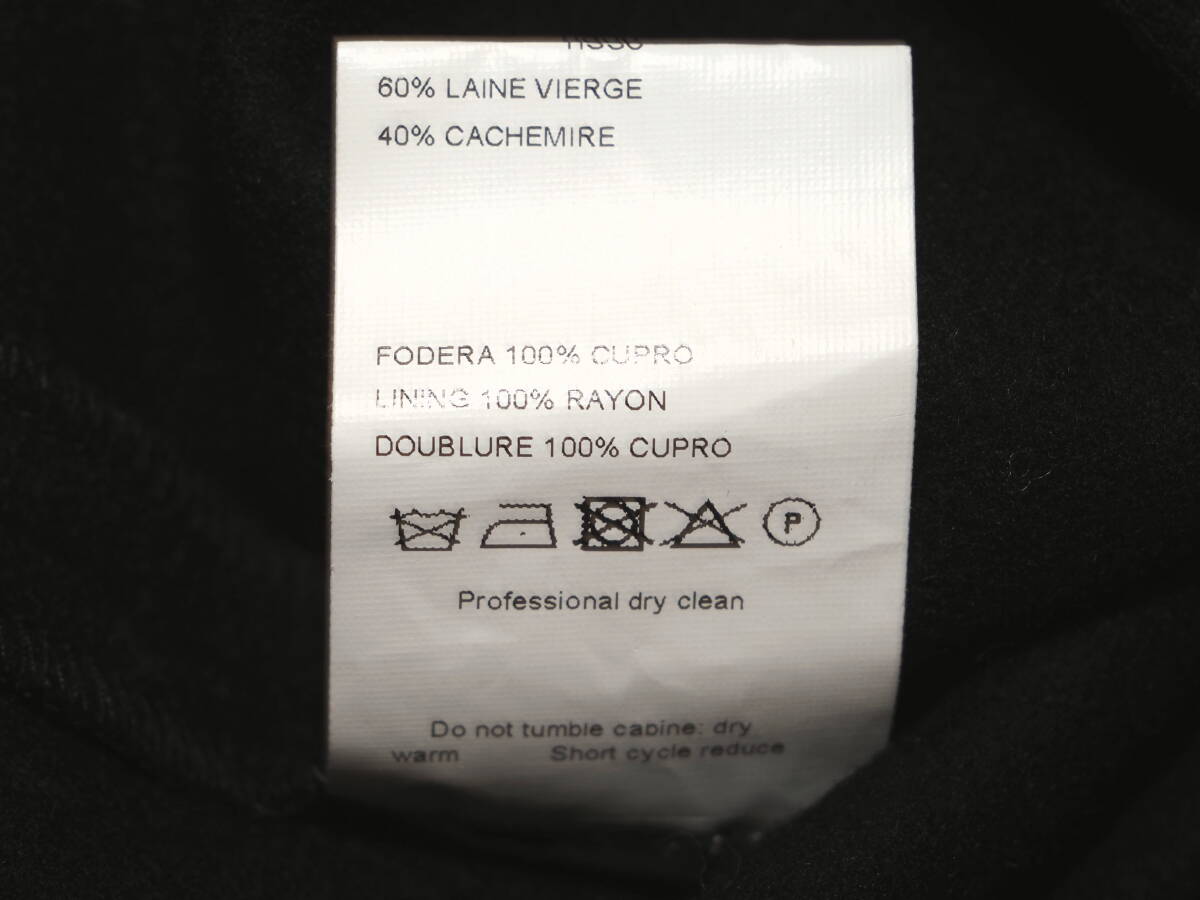 60% LAINE VIERGE
40% CACHEMIRE
FODERA 100% CUPRO
LINING 100% RAYON
DOUBLURE 100% CUPRO
P
Professional dry clean
Do not tumble cabine: dry
warm Short cycle reduce